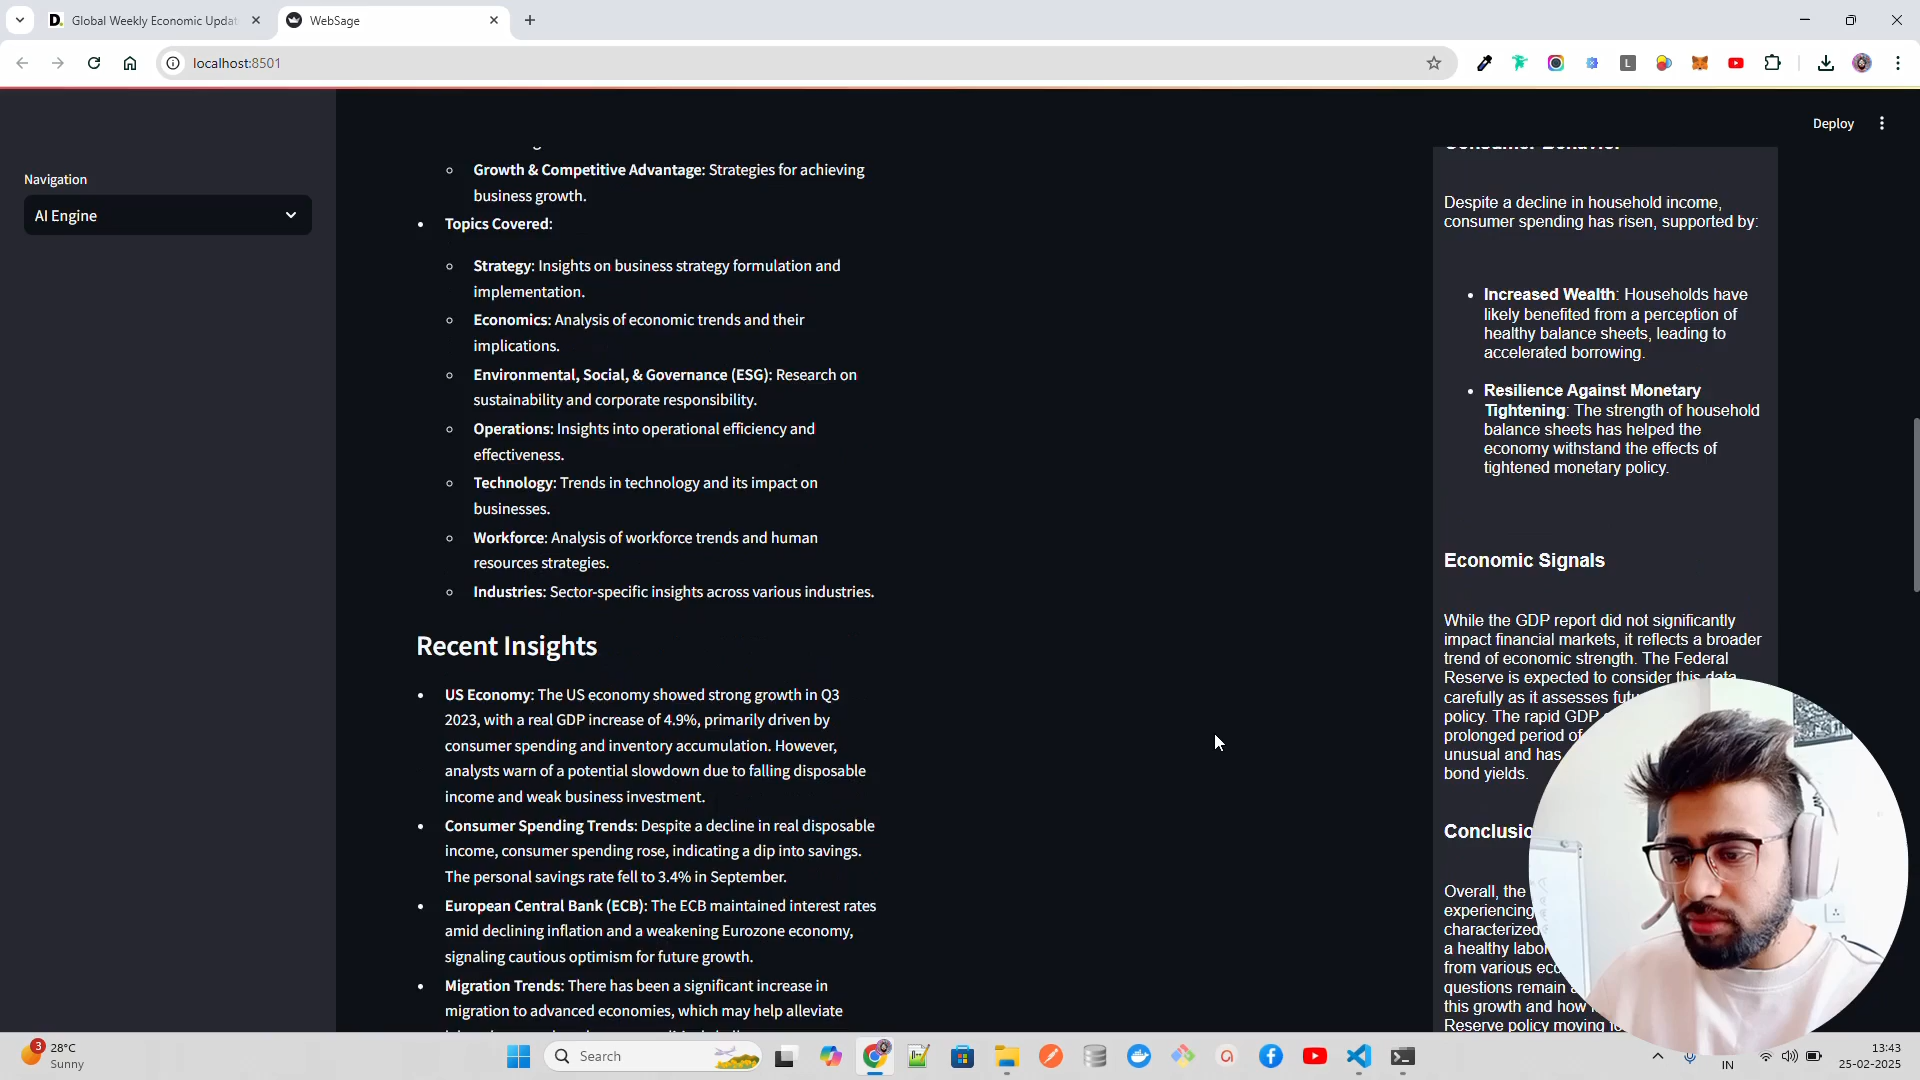 Global Weekly Economic Updat
WebSage
localhost:8501
L
Deploy
Navigation
AI Engine
Growth & Competitive Advantage: Strategies for achieving
business growth.
Topics Covered:
Strategy: Insights on business strategy formulation and
implementation.
Economics: Analysis of economic trends and their
implications.
Environmental, Social, & Governance (ESG): Research on
sustainability and corporate responsibility.
Operations: Insights into operational efficiency and
effectiveness.
Technology: Trends in technology and its impact on
businesses.
Workforce: Analysis of workforce trends and human
resources strategies.
Industries: Sector-specific insights across various industries.
Recent Insights
US Economy: The US economy showed strong growth in Q3
2023, with a real GDP increase of 4.9%, primarily driven by
consumer spending and inventory accumulation. However,
analysts warn of a potential slowdown due to falling disposable
income and weak business investment.
Consumer Spending Trends: Despite a decline in real disposable
income, consumer spending rose, indicating a dip into savings.
The personal savings rate fell to 3.4% in September.
European Central Bank (ECB): The ECB maintained interest rates
amid declining inflation and a weakening Eurozone economy,
signaling cautious optimism for future growth.
Migration Trends: There has been a significant increase in
migration to advanced economies, which may help alleviate
Consumer Behavior
Despite a decline in household income,
consumer spending has risen, supported by:
Increased Wealth: Households have
likely benefited from a perception of
healthy balance sheets, leading to
accelerated borrowing.
Resilience Against Monetary
Tightening: The strength of household
balance sheets has helped the
economy withstand the effects of
tightened monetary policy.
Economic Signals
While the GDP report did not significantly
impact financial markets, it reflects a broader
trend of economic strength. The Federal
Reserve is expected to consider this data
carefully as it assesses
policy. The rapid GDP
prolonged period of
unusual and has
bond yields.
Conclusio
Overall, the
experiencing
characterized
a healthy labo
from various
questions remain
this growth and how
Reserve policy moving
3
28°C
Sunny
Search
IN
13:43
25-02-2025